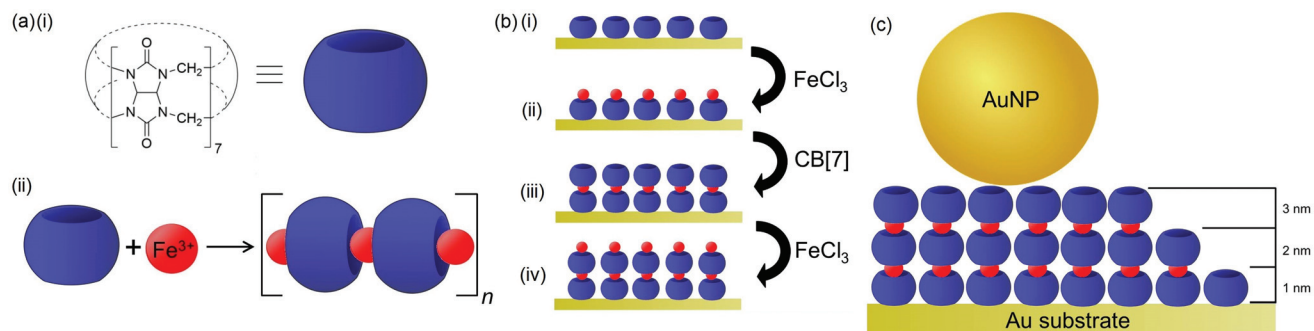 (a)(i)
O
N N CH₂
N N CH₂
O
7
(ii)
+ Fe³⁺
n
(b) (i)
FeCl₃
(ii)
CB[7]
(iii)
FeCl₃
(iv)
(c)
AuNP
3 nm
2 nm
1 nm
Au substrate